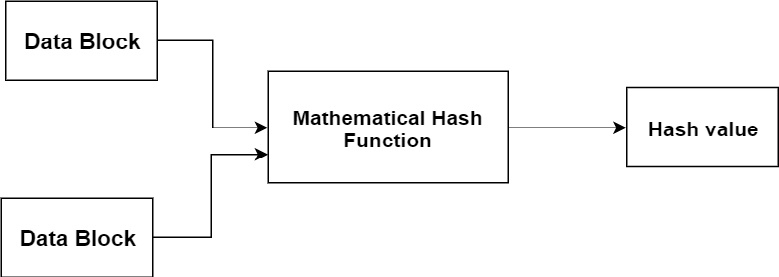 Data Block
Mathematical Hash
Function
Hash value
Data Block